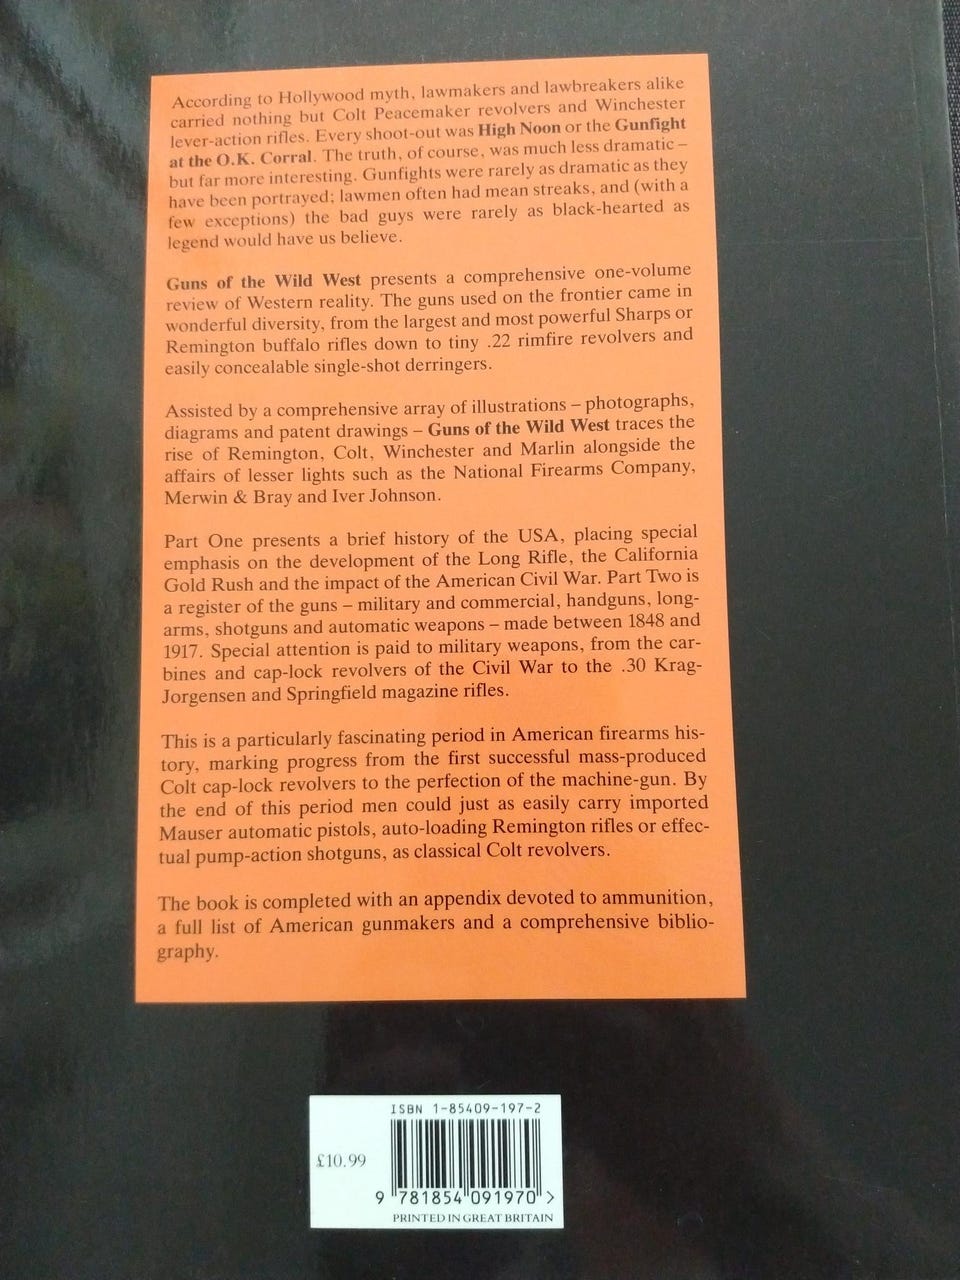 According to Hollywood myth, lawmakers and lawbreakers alike
carried nothing but Colt Peacemaker revolvers and Winchester
lever-action rifles. Every shoot-out was High Noon or the Gunfight
at the O.K. Corral. The truth, of course, was much less dramatic –
but far more interesting. Gunfights were rarely as dramatic as they
have been portrayed; lawmen often had mean streaks, and (with a
few exceptions) the bad guys were rarely as black-hearted as
legend would have us believe.
Guns of the Wild West presents a comprehensive one-volume
review of Western reality. The guns used on the frontier came in
wonderful diversity, from the largest and most powerful Sharps or
Remington buffalo rifles down to tiny .22 rimfire revolvers and
easily concealable single-shot derringers.
Assisted by a comprehensive array of illustrations – photographs,
diagrams and patent drawings – Guns of the Wild West traces the
rise of Remington, Colt, Winchester and Marlin alongside the
affairs of lesser lights such as the National Firearms Company,
Merwin & Bray and Iver Johnson.
Part One presents a brief history of the USA, placing special
emphasis on the development of the Long Rifle, the California
Gold Rush and the impact of the American Civil War. Part Two is
a register of the guns – military and commercial, handguns, long-
arms, shotguns and automatic weapons – made between 1848 and
1917. Special attention is paid to military weapons, from the car-
bines and cap-lock revolvers of the Civil War to the .30 Krag-
Jorgensen and Springfield magazine rifles.
This is a particularly fascinating period in American firearms his-
tory, marking progress from the first successful mass-produced
Colt cap-lock revolvers to the perfection of the machine-gun. By
the end of this period men could just as easily carry imported
Mauser automatic pistols, auto-loading Remington rifles or effec-
tual pump-action shotguns, as classical Colt revolvers.
The book is completed with an appendix devoted to ammunition,
a full list of American gunmakers and a comprehensive biblio-
graphy.
ISBN 1-85409-197-2
£10.99
9 781854 091970 >
PRINTED IN GREAT BRITAIN